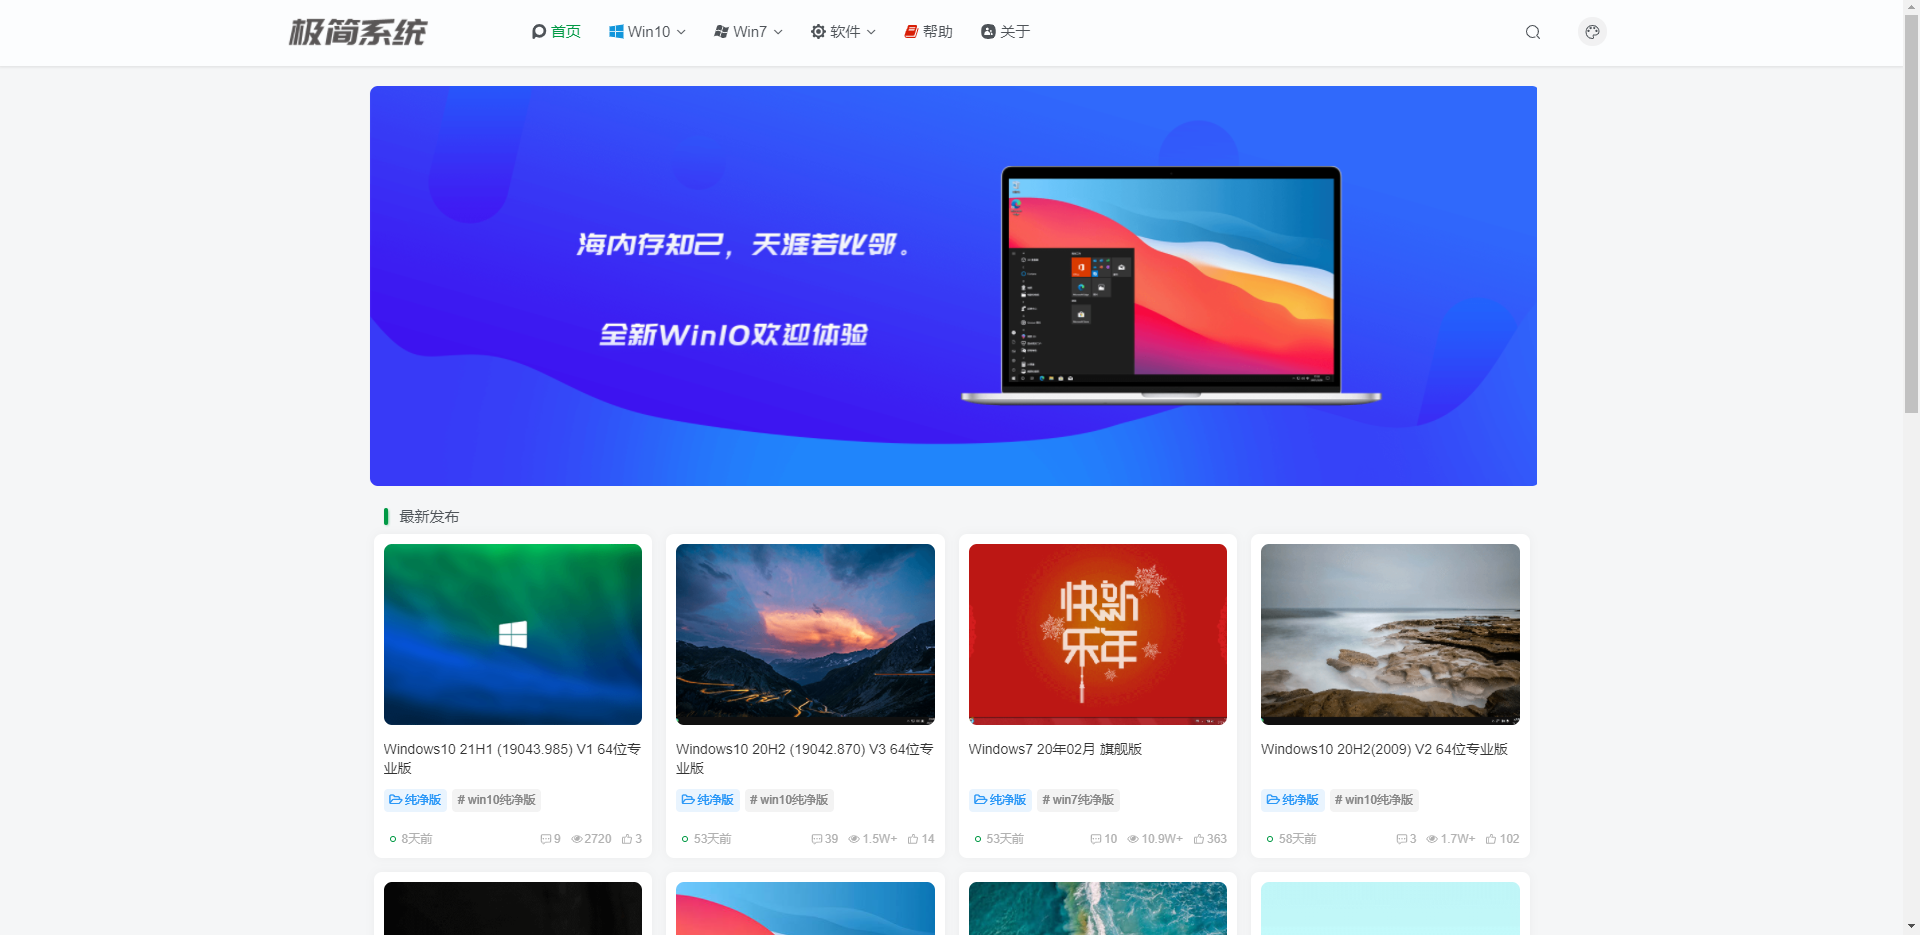 极简系统
首页
Win10
Win7
软件
帮助
关于
海内存知己，天涯若比邻。
全新Win10欢迎体验
最新发布
快新
乐年
Windows10 21H1 (19043.985) V1 64位专
业版
纯净版
# win10纯净版
8天前
9
2720
3
Windows10 20H2 (19042.870) V3 64位专
业版
纯净版
# win10纯净版
53天前
39
1.5W+
14
Windows7 20年02月 旗舰版
纯净版
# win7纯净版
53天前
10
10.9W+
363
Windows10 20H2(2009) V2 64位专业版
纯净版
# win10纯净版
58天前
3
1.7W+
102